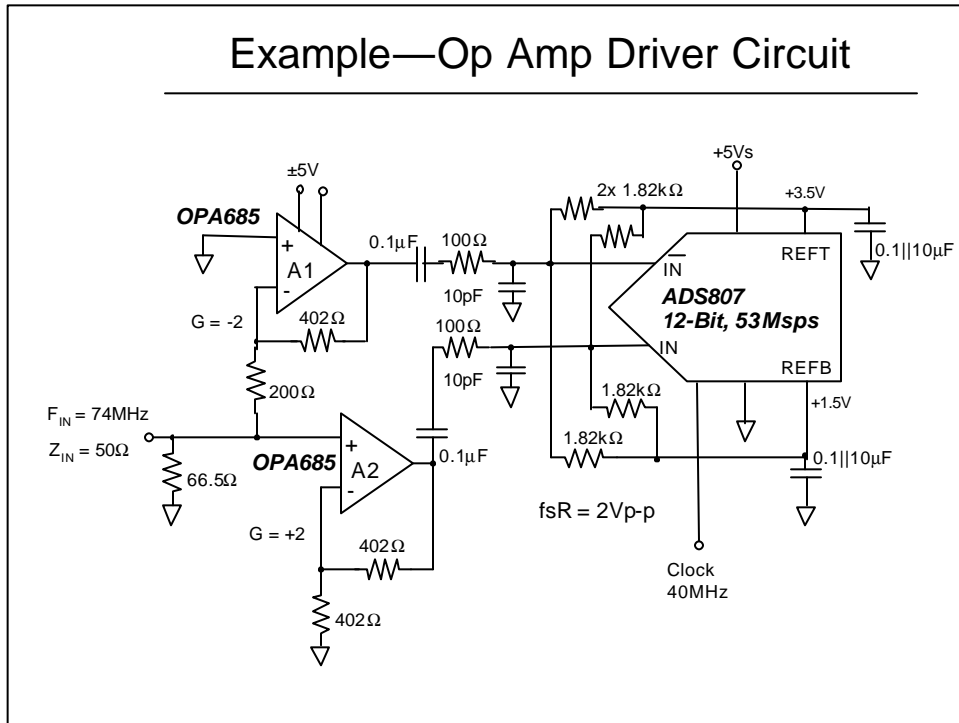 Example—Op Amp Driver Circuit
+5Vs
±5V
2x 1.82kΩ
+3.5V
OPA685
0.1µF
100Ω
0.1||10µF
+
A1
-
IN
REFT
10pF
ADS807
12-Bit, 53Msps
G = -2
402Ω
100Ω
IN
REFB
200Ω
10pF
1.82kΩ
+1.5V
FIN = 74MHz
ZIN = 50Ω
+
OPA685
A2
-
0.1µF
1.82kΩ
0.1||10µF
66.5Ω
fsR = 2Vp-p
G = +2
402Ω
Clock
40MHz
402Ω